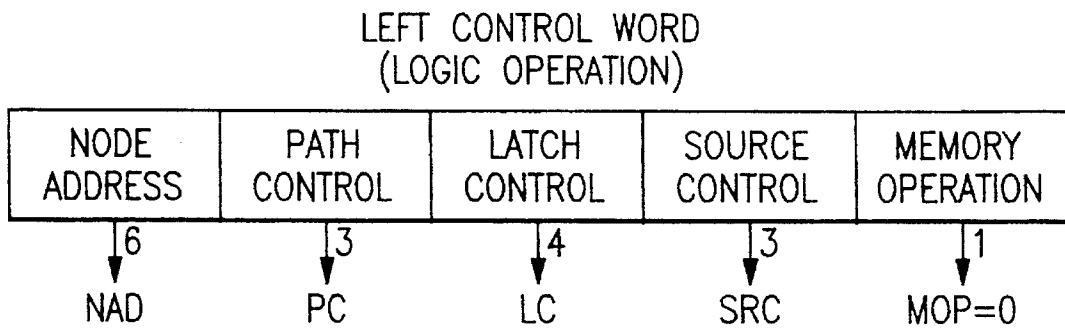 LEFT CONTROL WORD
(LOGIC OPERATION)
NODE ADDRESS
PATH CONTROL
LATCH CONTROL
SOURCE CONTROL
MEMORY OPERATION
6 3 4 3 1
NAD PC LC SRC MOP=0